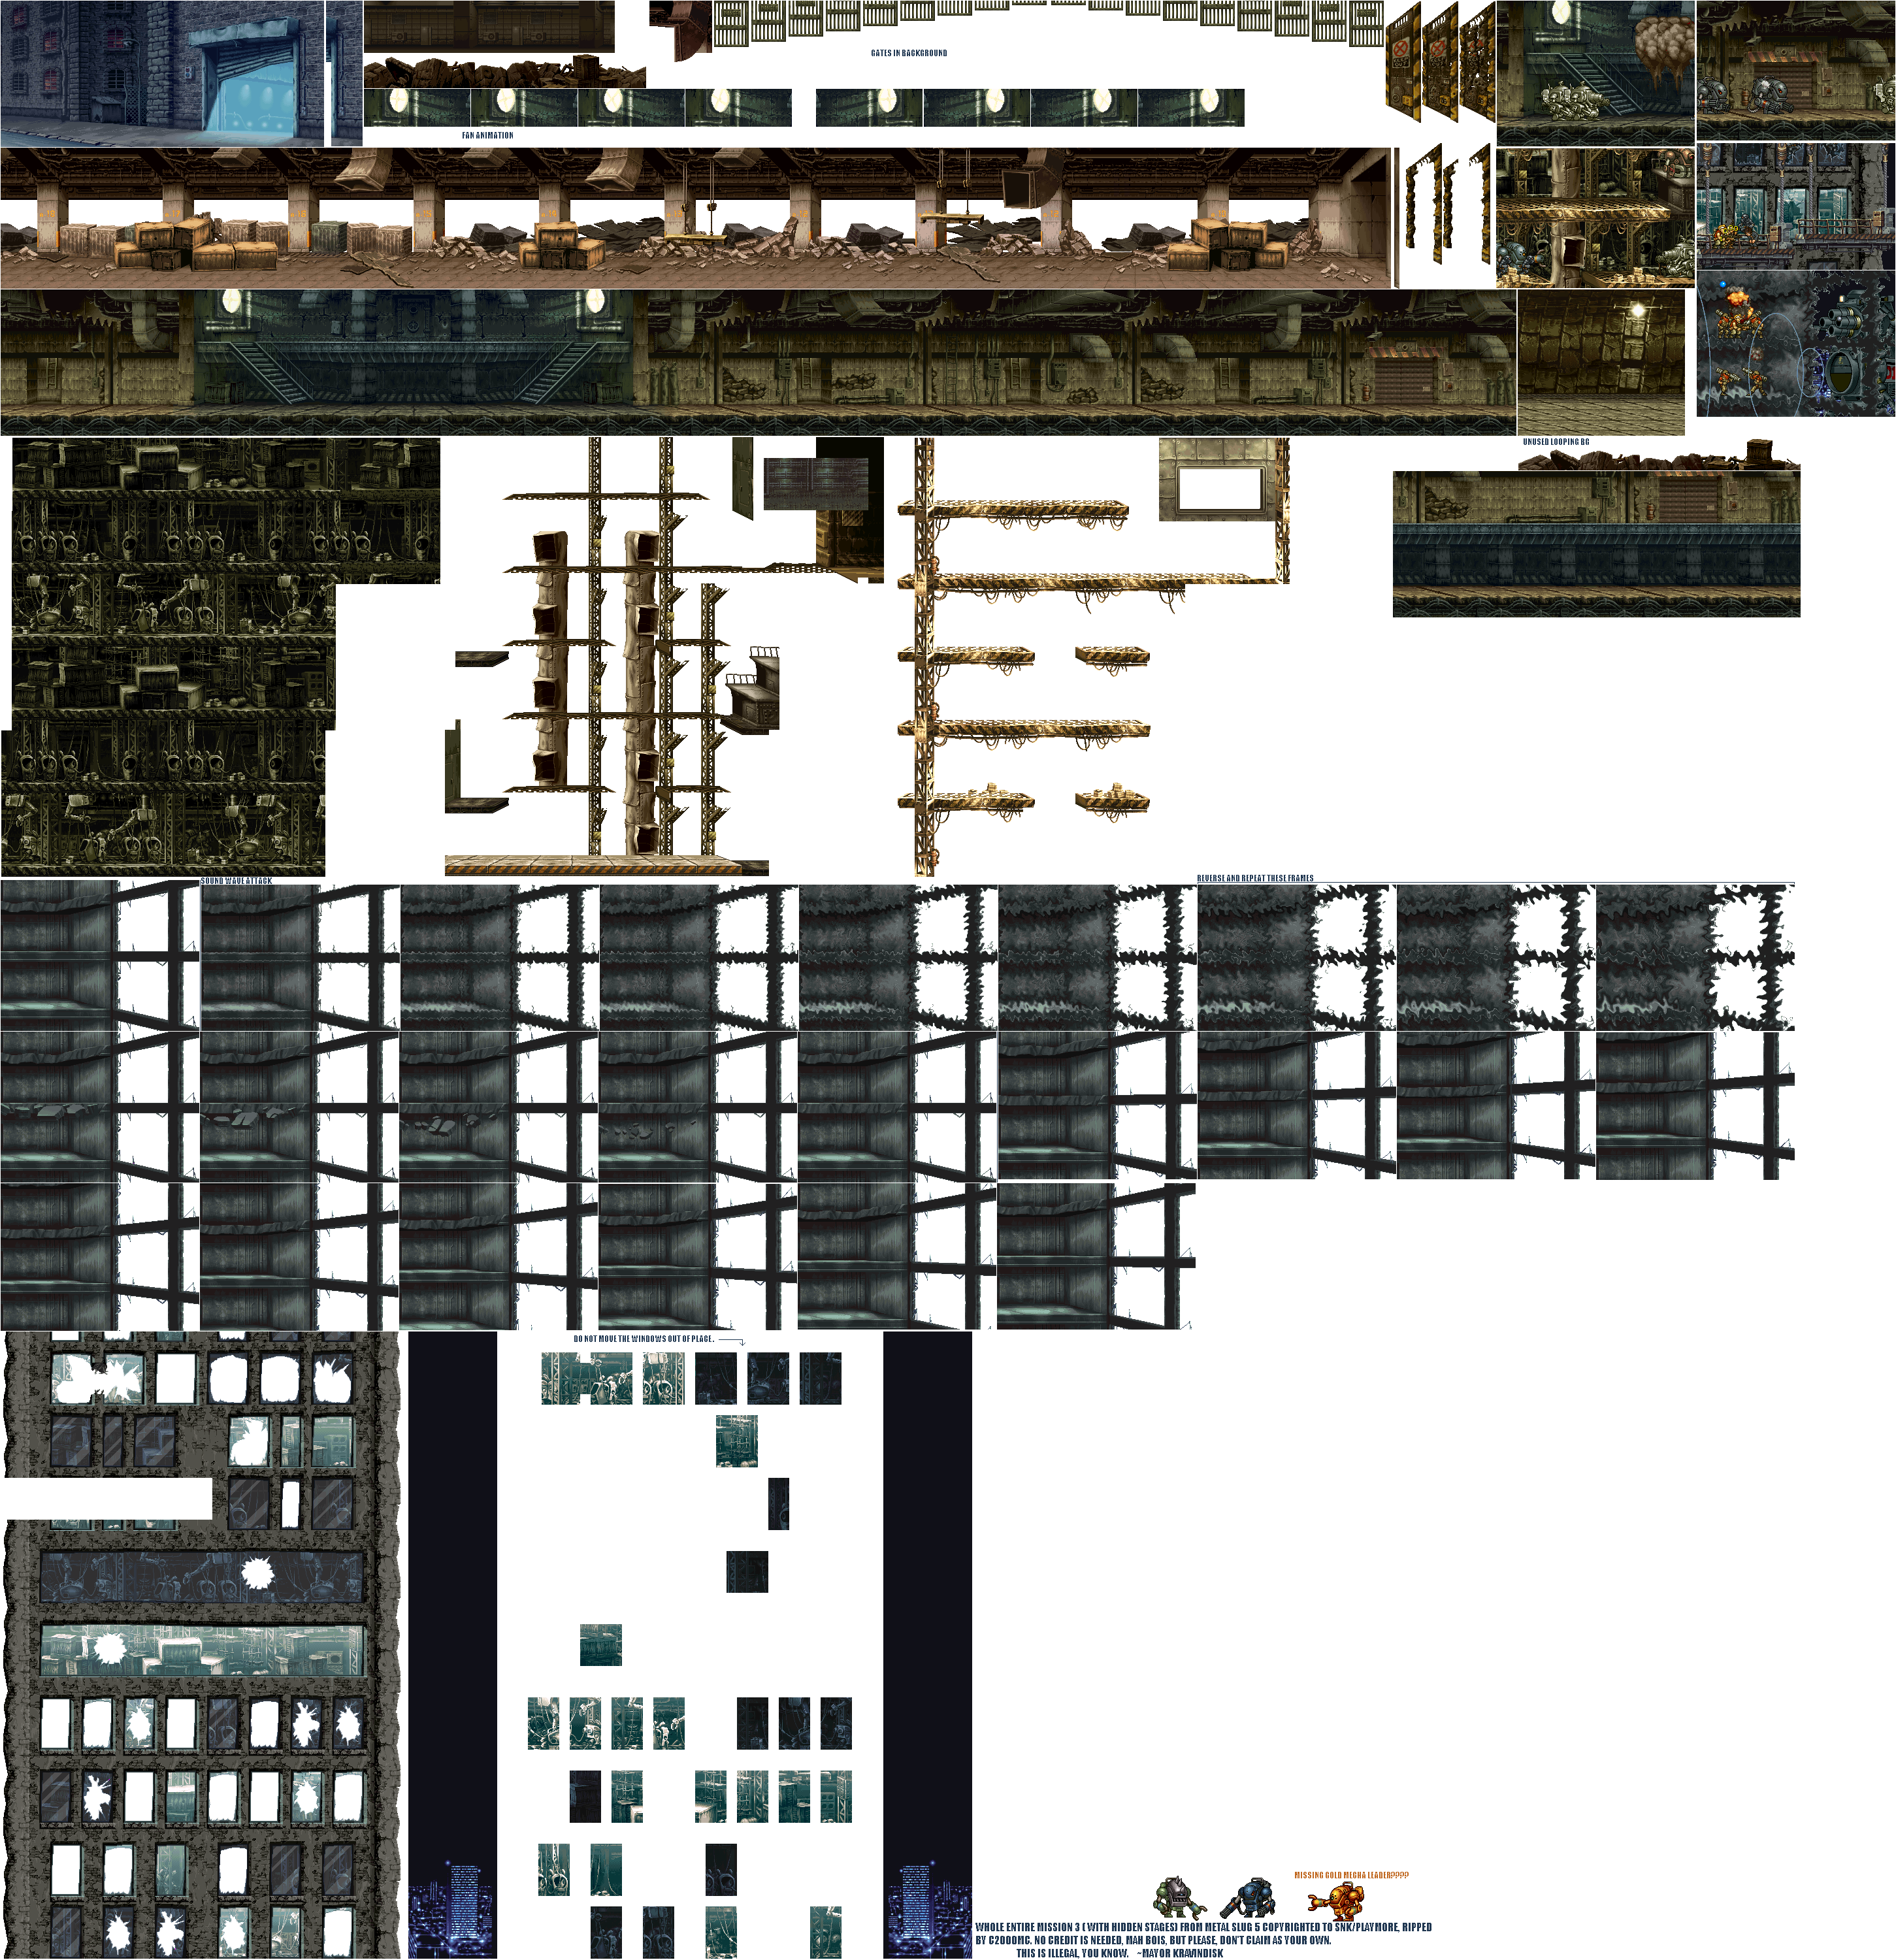 GATES IN BACKGROUND
FAN ANIMATION
UNUSED LOOPING BG
SOUND WAVE ATTACK
REVERSE AND REPEAT THESE FRAMES
DO NOT MOVE THE WINDOWS OUT OF PLACE.
MISSING GOLD MECHA LEADER????
WHOLE ENTIRE MISSION 3 ( WITH HIDDEN STAGES) FROM METAL SLUG 5 COPYRIGHTED TO SNK/PLAYMORE, RIPPED
BY C2000MC. NO CREDIT IS NEEDED, MAH BOIS, BUT PLEASE, DON'T CLAIM AS YOUR OWN.
THIS IS ILLEGAL, YOU KNOW. ~MAYOR KRAVINDISK